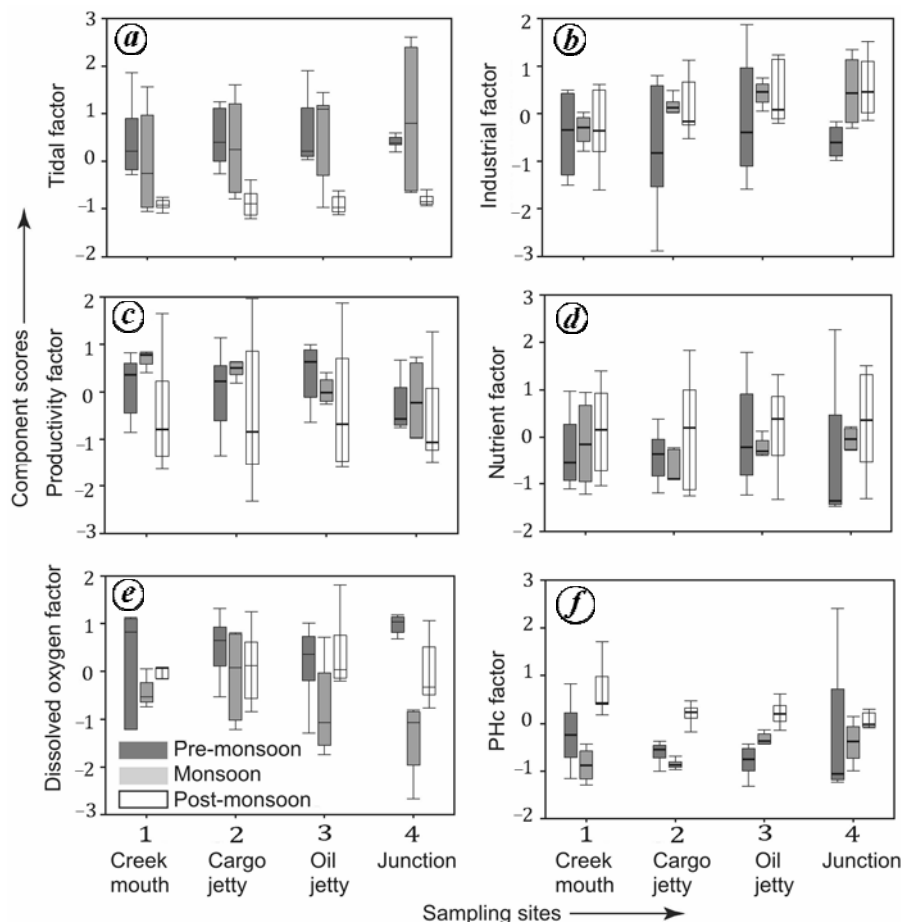 a
b
3
2
1
0
−1
−2
Tidal factor
2
1
0
−1
−2
−3
Industrial factor
c
d
2
1
0
−1
−2
−3
Productivity factor
3
2
1
0
−1
−2
Nutrient factor
e
f
2
1
0
−1
−2
−3
Dissolved oxygen factor
3
2
1
0
−1
−2
PHc factor
Component scores
Pre-monsoon
Monsoon
Post-monsoon
1 2 3 4
Creek mouth Cargo jetty Oil jetty Junction
1 2 3 4
Creek mouth Cargo jetty Oil jetty Junction
Sampling sites